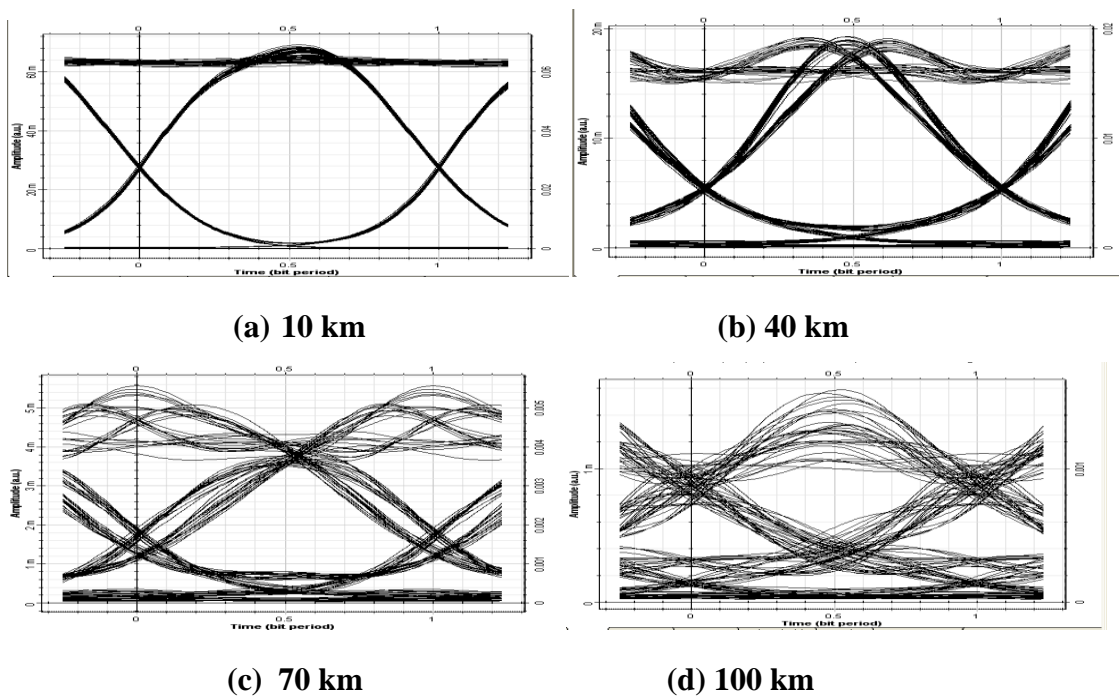 0 0.5 1
Amplitude (a.u.)
60 m
40 m
20 m
0
0.06
0.04
0.02
0
0 0.5 1
Time (bit period)
(a) 10 km
0 0.5 1
Amplitude (a.u.)
20 m
10 m
0
0.02
0.01
0
0 0.5 1
Time (bit period)
(b) 40 km
0 0.5 1
Amplitude (a.u.)
5 m
4 m
3 m
2 m
1 m
0
0.005
0.004
0.003
0.002
0.001
0
0 0.5 1
Time (bit period)
(c) 70 km
0 0.5 1
Amplitude (a.u.)
1 m
0
0.001
0
0 0.5 1
Time (bit period)
(d) 100 km